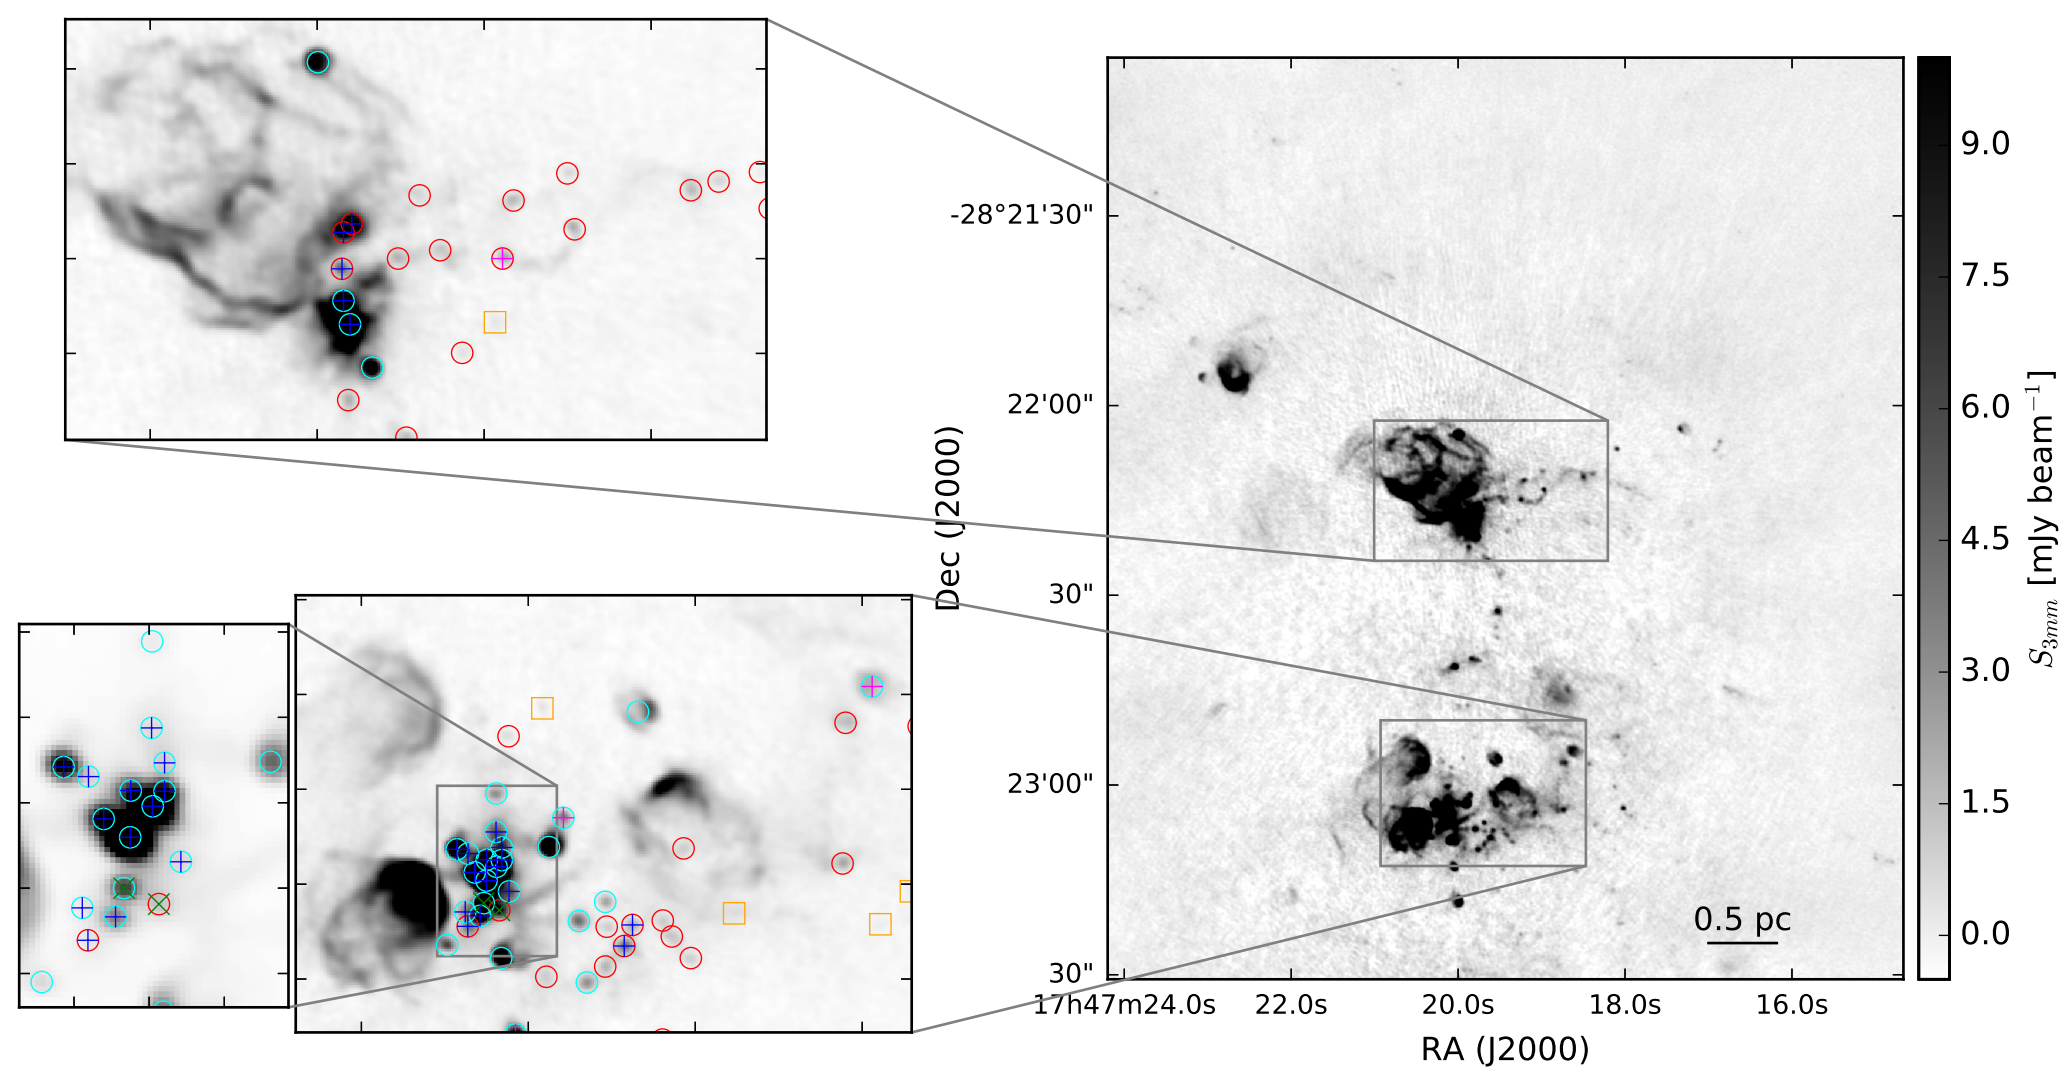 -28°21'30"
22'00"
30"
23'00"
30"
Dec (J2000)
17h47m24.0s 22.0s 20.0s 18.0s 16.0s
RA (J2000)
0.5 pc
9.0
7.5
6.0
4.5
3.0
1.5
0.0
S_{3mm} [mJy beam^{-1}]